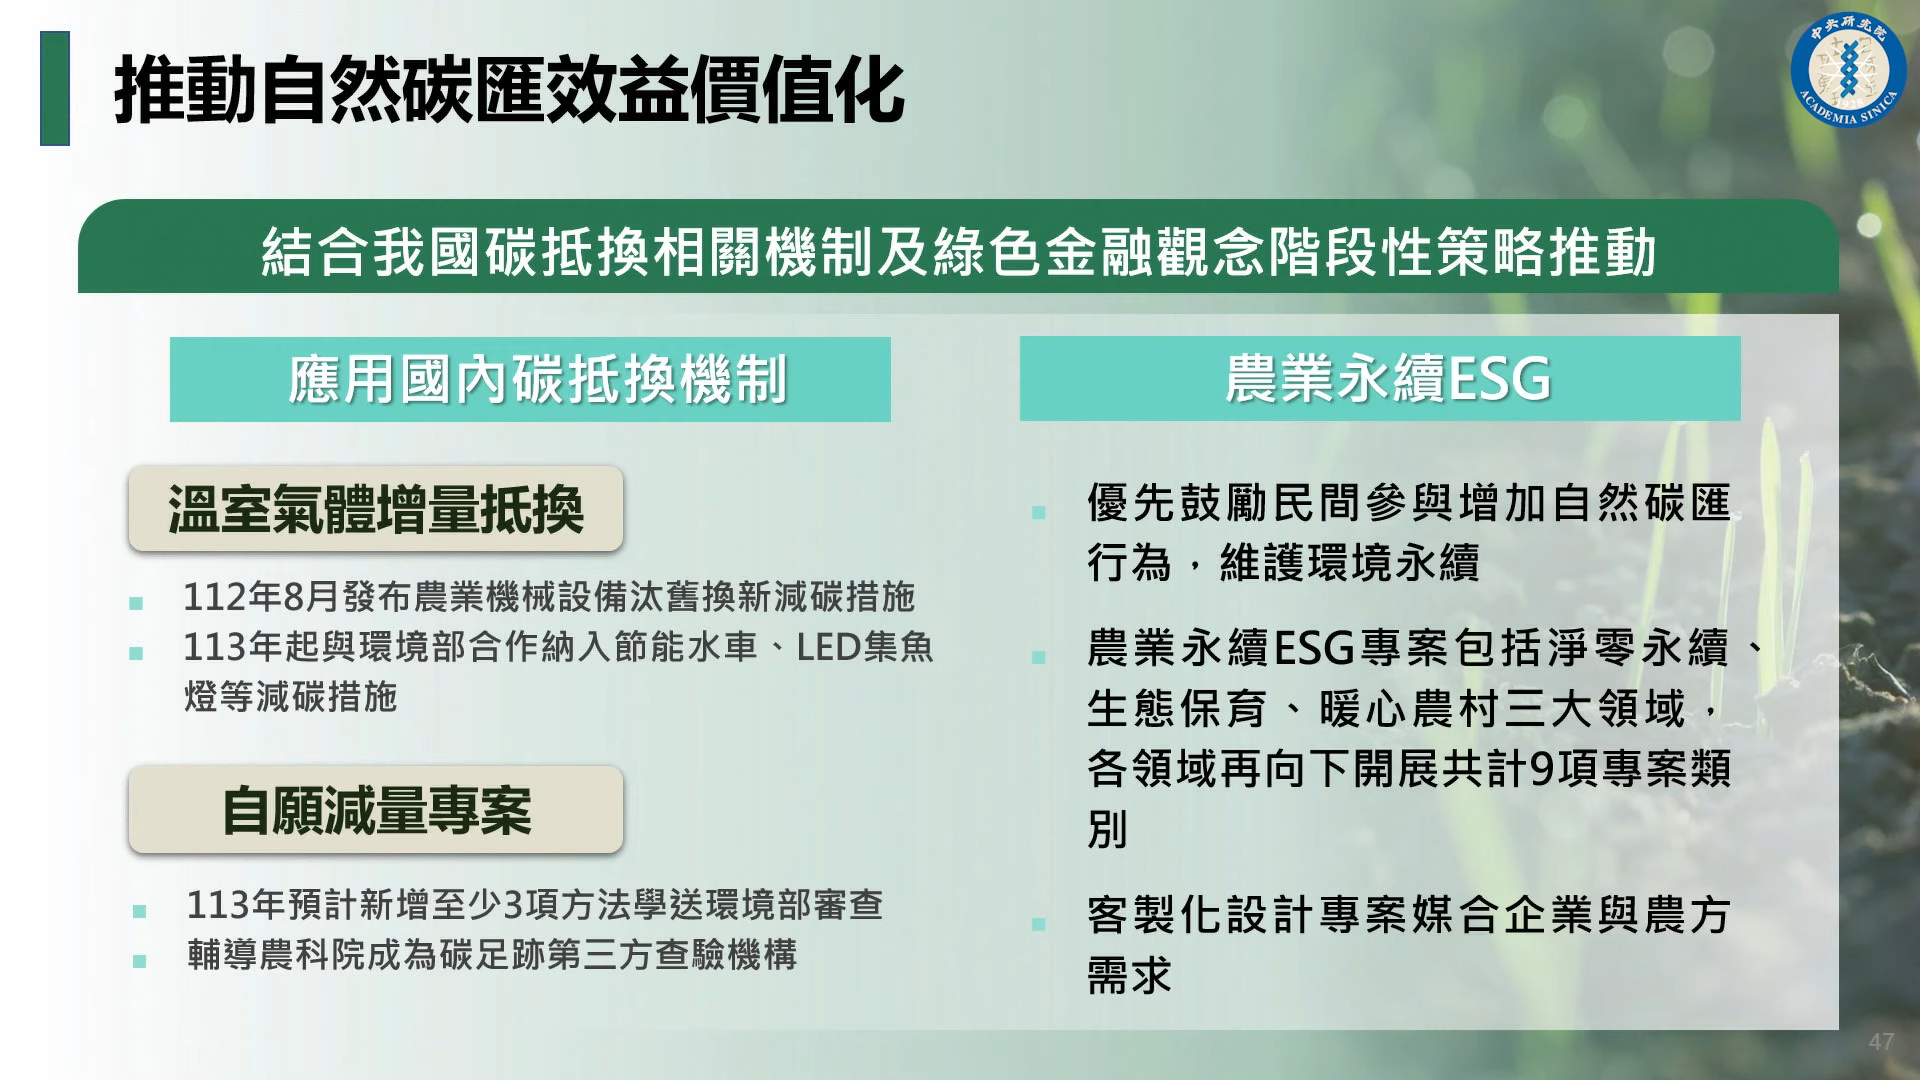 推動自然碳匯效益價值化
中央研究院
ACADEMIA SINICA
結合我國碳抵換相關機制及綠色金融觀念階段性策略推動
應用國內碳抵換機制
溫室氣體增量抵換
112年8月發布農業機械設備汰舊換新減碳措施
113年起與環境部合作納入節能水車、LED集魚
燈等減碳措施
自願減量專案
113年預計新增至少3項方法學送環境部審查
輔導農科院成為碳足跡第三方查驗機構
農業永續ESG
優先鼓勵民間參與增加自然碳匯
行為，維護環境永續
農業永續ESG專案包括淨零永續、
生態保育、暖心農村三大領域，
各領域再向下開展共計9項專案類
別
客製化設計專案媒合企業與農方
需求
47